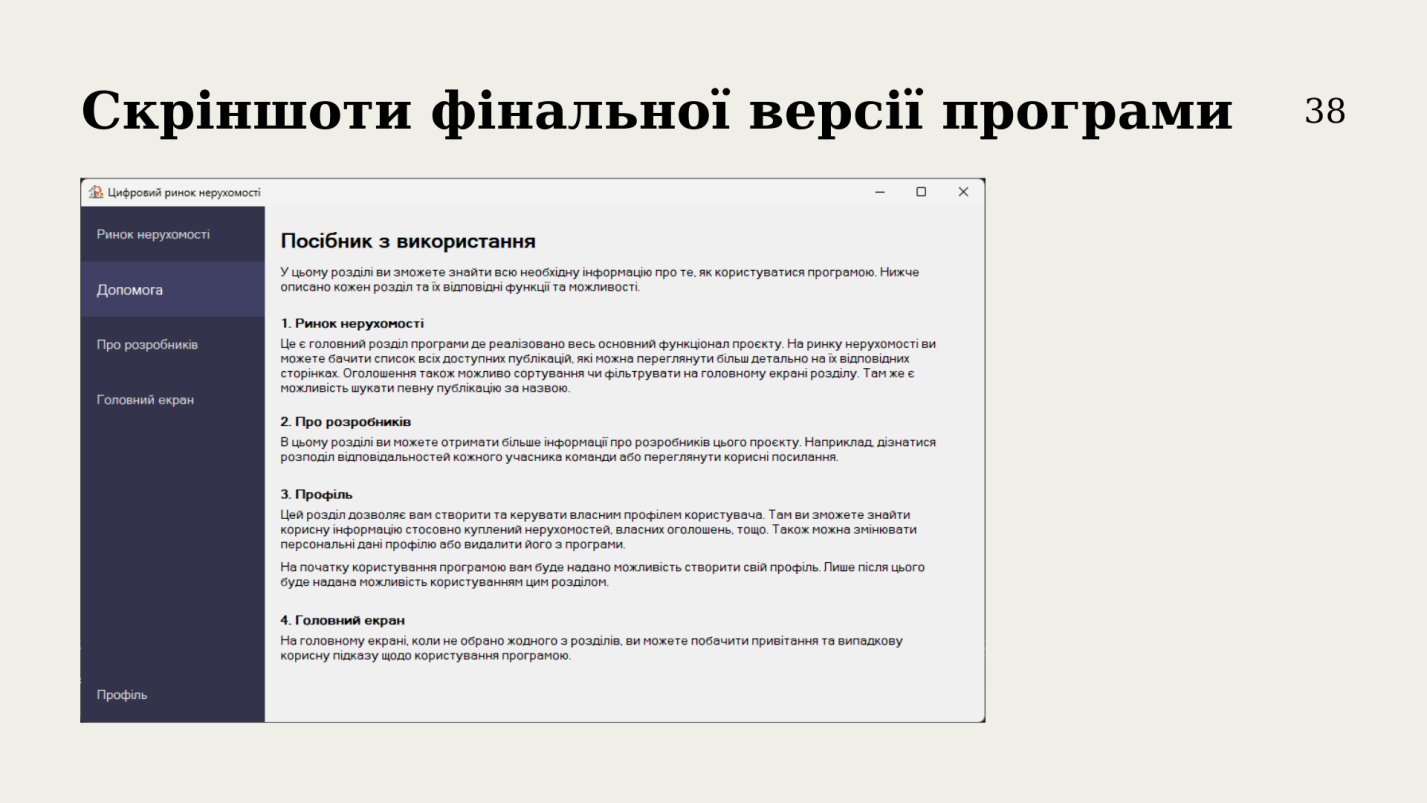 Скріншоти фінальної версії програми
38
Цифровий ринок нерухомості
Ринок нерухомості
Допомога
Про розробників
Головний екран
Профіль
Посібник з використання
У цьому розділі ви зможете знайти всю необхідну інформацію про те, як користуватися програмою. Нижче
описано кожен розділ та їх відповідні функції та можливості.
1. Ринок нерухомості
Це є головний розділ програми де реалізовано весь основний функціонал проєкту. На ринку нерухомості ви
можете бачити список всіх доступних публікацій, які можна переглянути більш детально на їх відповідних
сторінках. Оголошення також можливо сортування чи фільтрувати на головному екрані розділу. Там же є
можливість шукати певну публікацію за назвою.
2. Про розробників
В цьому розділі ви можете отримати більше інформації про розробників цього проєкту. Наприклад, дізнатися
розподіл відповідальностей кожного учасника команди або переглянути корисні посилання.
3. Профіль
Цей розділ дозволяє вам створити та керувати власним профілем користувача. Там ви зможете знайти
корисну інформацію стосовно куплений нерухомостей, власних оголошень, тощо. Також можна змінювати
персональні дані профілю або видалити його з програми.
На початку користування програмою вам буде надано можливість створити свій профіль. Лише після цього
буде надана можливість користуванням цим розділом.
4. Головний екран
На головному екрані, коли не обрано жодного з розділів, ви можете побачити привітання та випадкову
корисну підказу щодо користування програмою.